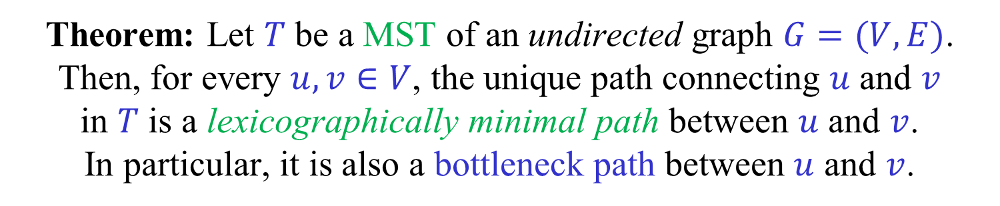 Theorem: Let T be a MST of an undirected graph G = (V, E).
Then, for every u, v ∈ V, the unique path connecting u and v
in T is a lexicographically minimal path between u and v.
In particular, it is also a bottleneck path between u and v.